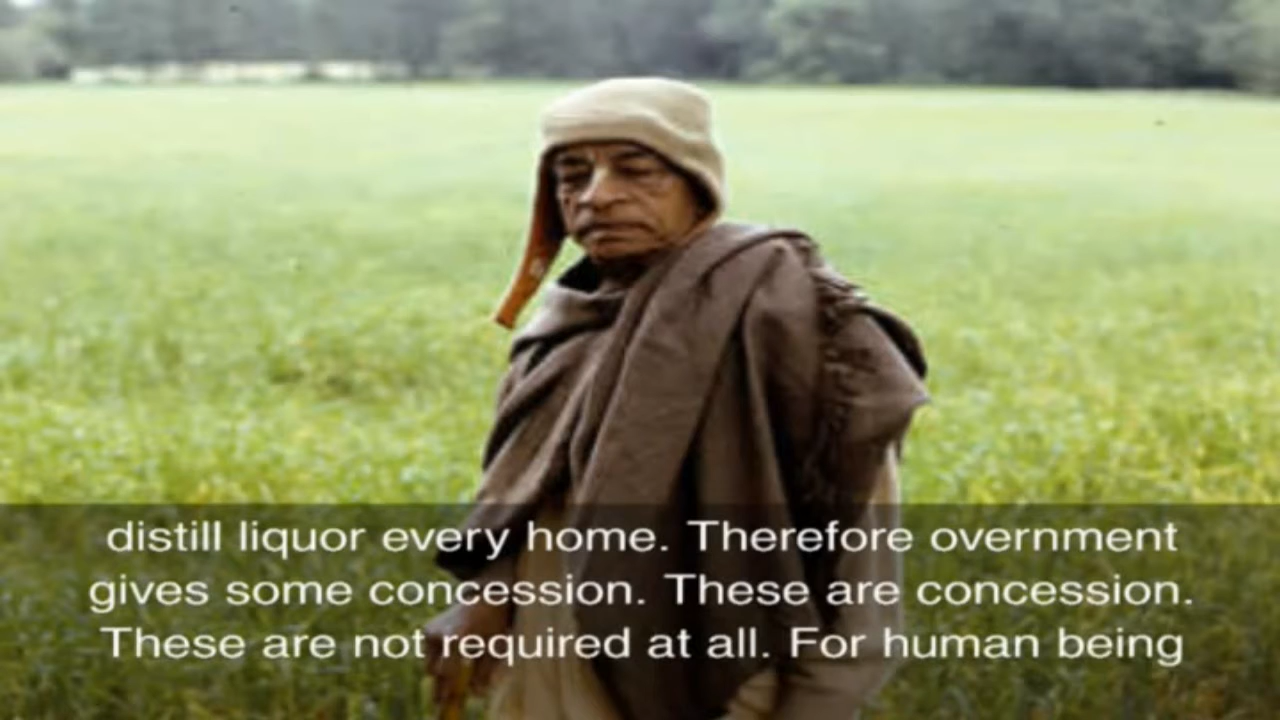 distill liquor every home. Therefore overnment
gives some concession. These are concession.
These are not required at all. For human being